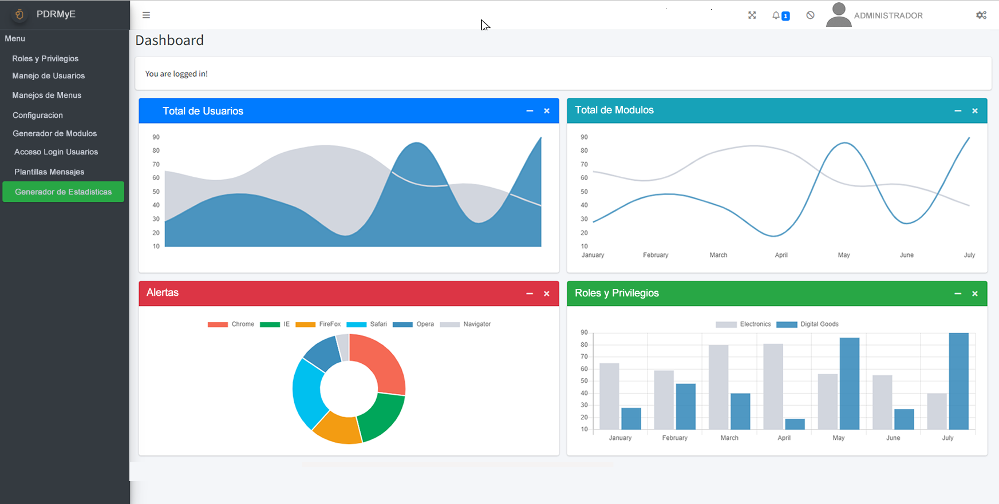 PDRMyE
1
ADMINISTRADOR
Menu
Roles y Privilegios
Manejo de Usuarios
Manejos de Menus
Configuracion
Generador de Modulos
Acceso Login Usuarios
Plantillas Mensajes
Generador de Estadisticas
Dashboard
You are logged in!
Total de Usuarios
90
80
70
60
50
40
30
20
10
Total de Modulos
90
80
70
60
50
40
30
20
10
January February March April May June July
Alertas
Chrome IE FireFox Safari Opera Navigator
Roles y Privilegios
Electronics Digital Goods
90
80
70
60
50
40
30
20
10
January February March April May June July